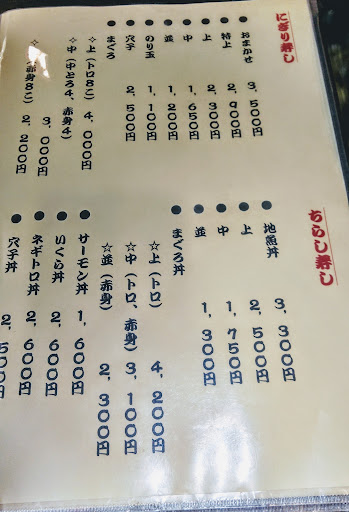 にぎり寿し
● おまかせ 3,500円
● 特上 2,900円
● 上 2,300円
● 中 1,650円
● 並 1,200円
● のり玉 1,100円
● 穴子 2,500円
● まぐろ
☆上(トロ8こ) 4,000円
☆中(中とろ4、赤身4) 3,000円
赤身8こ 2,200円
ちらし寿し
● 地魚丼 3,300円
● 上 2,500円
● 中 1,750円
● 並 1,300円
● まぐろ丼
☆上(トロ) 4,200円
☆中(トロ、赤身) 3,100円
☆並(赤身) 2,300円
● サーモン丼 1,600円
● いくら丼 2,600円
● ネギトロ丼 2,600円
● 穴子丼 2,500円